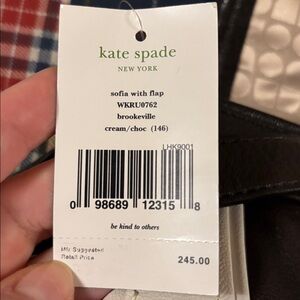 kate spade
NEW YORK
sofia with flap
WKRU0762
brookeville
cream/choc (146)
LHK9001
0 98689 12315 8
be kind to others
Mfr Suggested
Retail Price
245.00